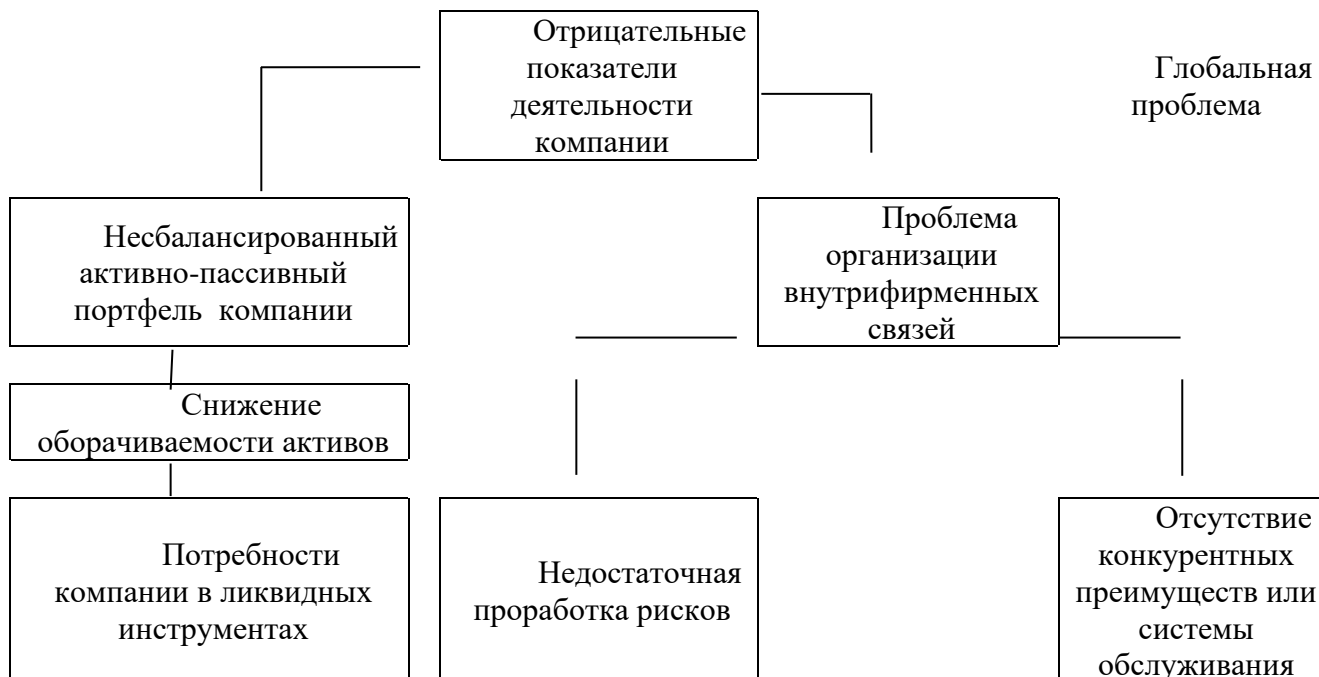 Отрицательные
показатели
деятельности
компании
Глобальная
проблема
Несбалансированный
активно-пассивный
портфель компании
Проблема
организации
внутрифирменных
связей
Снижение
оборачиваемости активов
Потребности
компании в ликвидных
инструментах
Недостаточная
проработка рисков
Отсутствие
конкурентных
преимуществ или
системы
обслуживания